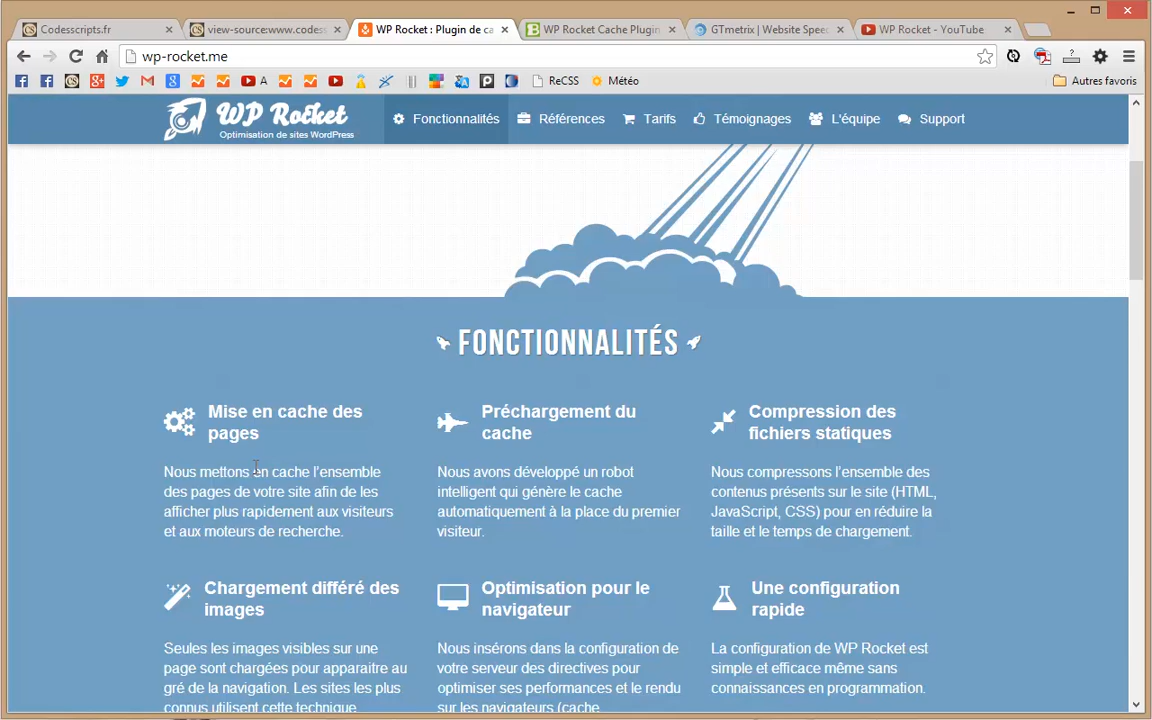 Codesscripts.fr
view-source:www.codess
WP Rocket : Plugin de ca
WP Rocket Cache Plugin
GTmetrix | Website Speed
WP Rocket - YouTube
wp-rocket.me
A
ReCSS
Météo
Autres favoris
WP Rocket
Optimisation de sites WordPress
Fonctionnalités
Références
Tarifs
Témoignages
L'équipe
Support
FONCTIONNALITÉS
Mise en cache des
pages
Nous mettons en cache l'ensemble
des pages de votre site afin de les
afficher plus rapidement aux visiteurs
et aux moteurs de recherche.
Préchargement du
cache
Nous avons développé un robot
intelligent qui génère le cache
automatiquement à la place du premier
visiteur.
Compression des
fichiers statiques
Nous compressons l'ensemble des
contenus présents sur le site (HTML,
JavaScript, CSS) pour en réduire la
taille et le temps de chargement.
Chargement différé des
images
Seules les images visibles sur une
page sont chargées pour apparaitre au
gré de la navigation. Les sites les plus
connus utilisent cette technique
Optimisation pour le
navigateur
Nous insérons dans la configuration de
votre serveur des directives pour
optimiser ses performances et le rendu
sur les navigateurs (cache
Une configuration
rapide
La configuration de WP Rocket est
simple et efficace même sans
connaissances en programmation.